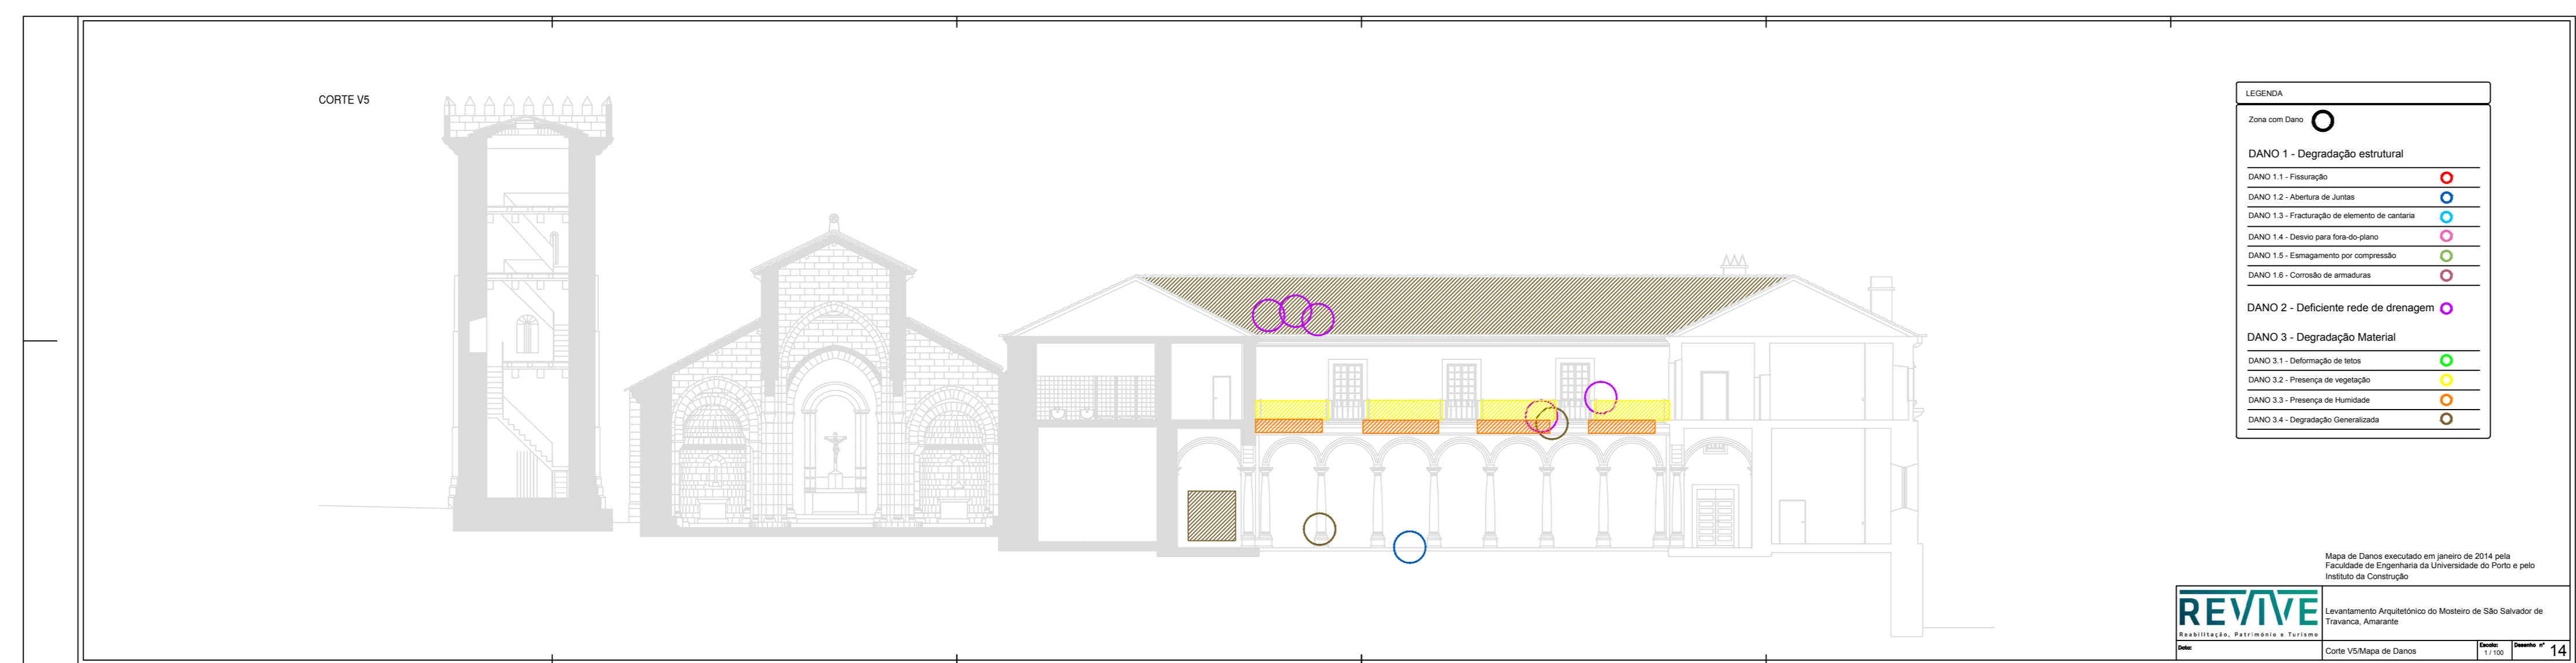 CORTE V5
LEGENDA
Zona com Dano
DANO 1 - Degradação estrutural
DANO 1.1 - Fissuração
DANO 1.2 - Abertura de Juntas
DANO 1.3 - Fracturação de elemento de cantaria
DANO 1.4 - Desvio para fora-do-plano
DANO 1.5 - Esmagamento por compressão
DANO 1.6 - Corrosão de armaduras
DANO 2 - Deficiente rede de drenagem
DANO 3 - Degradação Material
DANO 3.1 - Deformação de tetos
DANO 3.2 - Presença de vegetação
DANO 3.3 - Presença de Humidade
DANO 3.4 - Degradação Generalizada
Mapa de Danos executado em janeiro de 2014 pela
Faculdade de Engenharia da Universidade do Porto e pelo
Instituto da Construção
REVIVE
Reabilitação, Património e Turismo
Levantamento Arquitetónico do Mosteiro de São Salvador de
Travanca, Amarante
Data:
Corte V5/Mapa de Danos
Escala:
1 / 100
Desenho nº
14